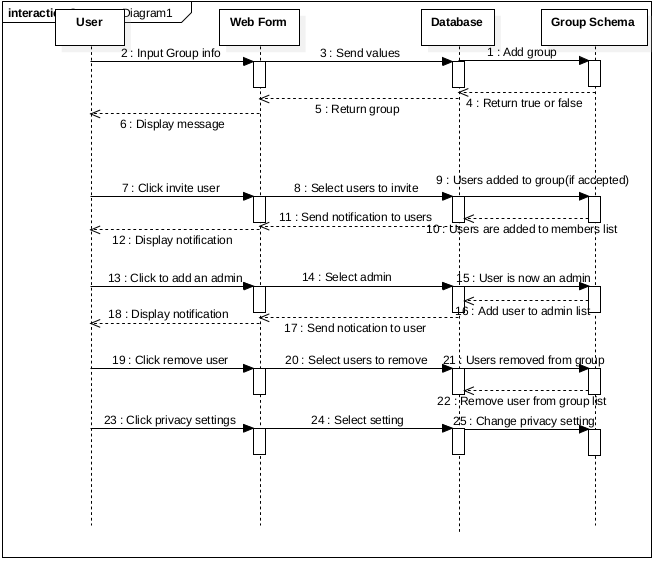 interacti
Diagram1
User
Web Form
Database
Group Schema
2 : Input Group info
3 : Send values
1 : Add group
4 : Return true or false
5 : Return group
6 : Display message
9 : Users added to group(if accepted)
7 : Click invite user
8 : Select users to invite
11 : Send notification to users
10 : Users are added to members list
12 : Display notification
13 : Click to add an admin
14 : Select admin
15 : User is now an admin
16 : Add user to admin list
18 : Display notification
17 : Send notication to user
19 : Click remove user
20 : Select users to remove
21 : Users removed from group
22 : Remove user from group list
23 : Click privacy settings
24 : Select setting
25 : Change privacy setting